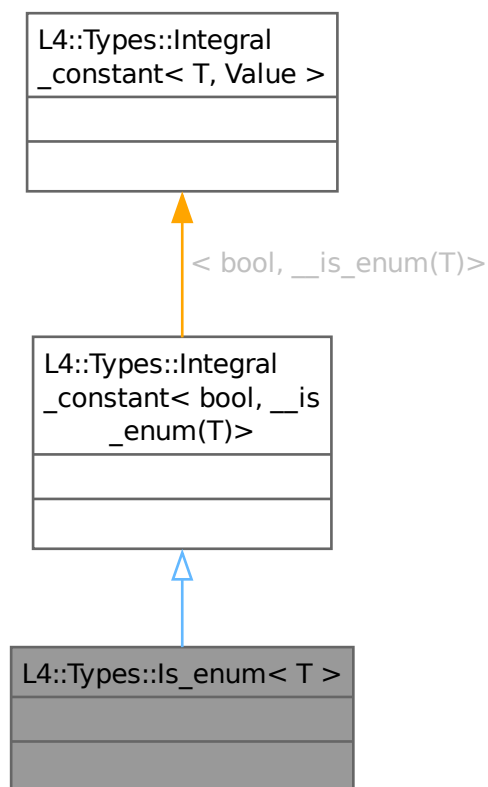 L4::Types::Integral
_constant< T, Value >
< bool, __is_enum(T)>
L4::Types::Integral
_constant< bool, __is
_enum(T)>
L4::Types::Is_enum< T >